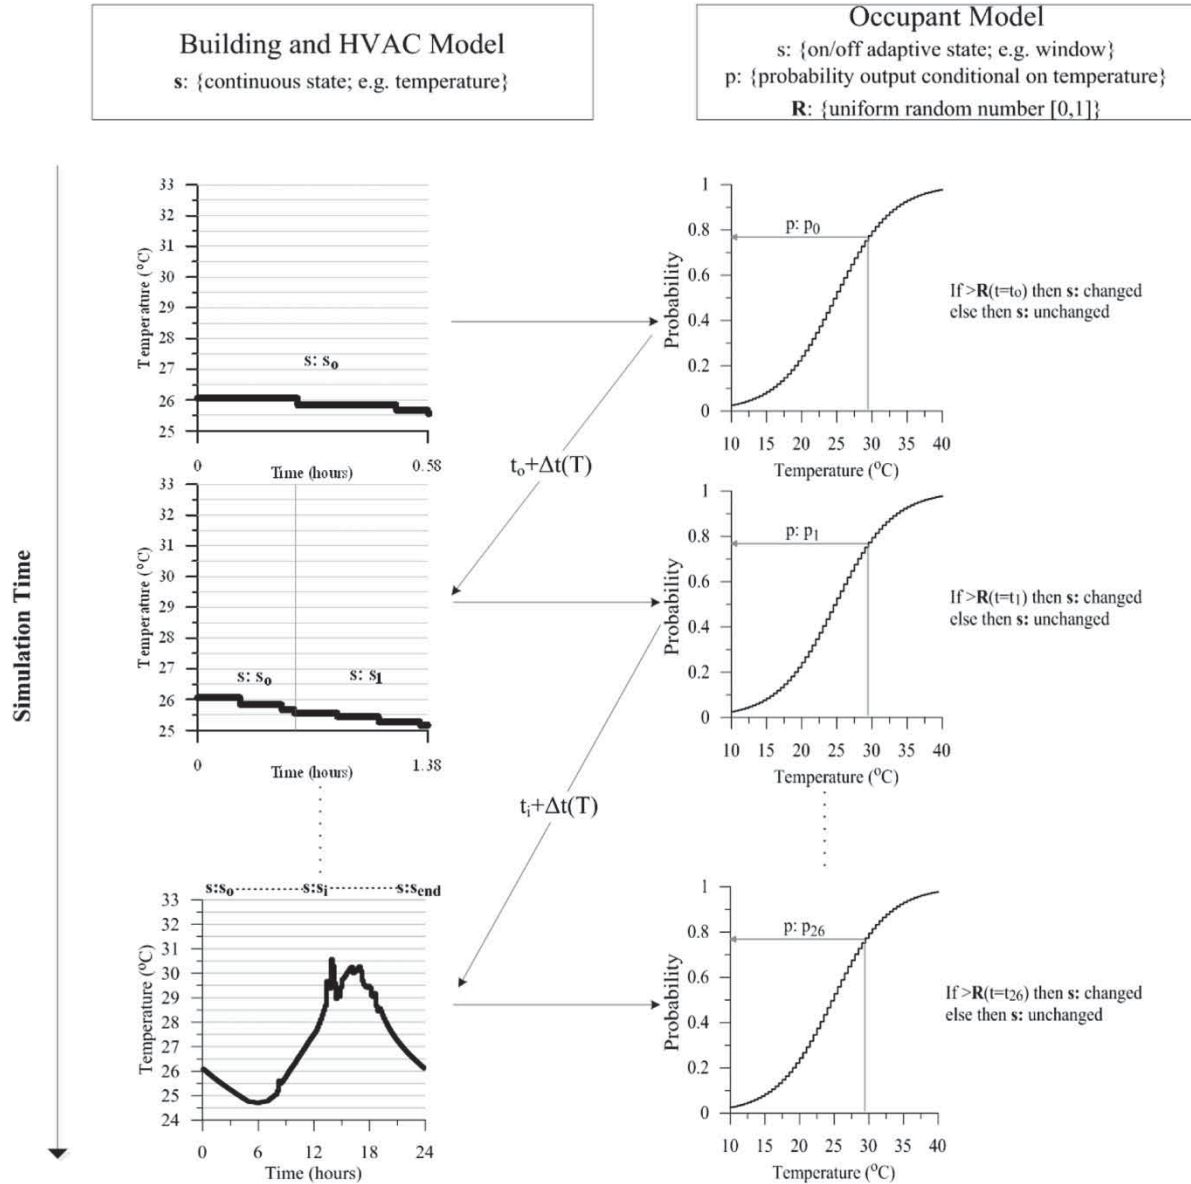 Building and HVAC Model
s: {continuous state; e.g. temperature}
Occupant Model
s: {on/off adaptive state; e.g. window}
p: {probability output conditional on temperature}
R: {uniform random number [0,1]}
Simulation Time
Temperature (°C)
33
32
31
30
29
28
27
26
25
s: so
0
0.58
Time (hours)
Probability
1
0.8
0.6
0.4
0.2
0
p: p0
10 15 20 25 30 35 40
Temperature (°C)
If >R(t=to) then s: changed
else then s: unchanged
to+Δt(T)
Temperature (°C)
33
32
31
30
29
28
27
26
25
s: so
s: s1
0
1.38
Time (hours)
Probability
1
0.8
0.6
0.4
0.2
0
p: p1
10 15 20 25 30 35 40
Temperature (°C)
If >R(t=t1) then s: changed
else then s: unchanged
ti+Δt(T)
s:so
s:si
s:send
Temperature (°C)
33
32
31
30
29
28
27
26
25
24
0 6 12 18 24
Time (hours)
Probability
1
0.8
0.6
0.4
0.2
0
p: p26
10 15 20 25 30 35 40
Temperature (°C)
If >R(t=t26) then s: changed
else then s: unchanged